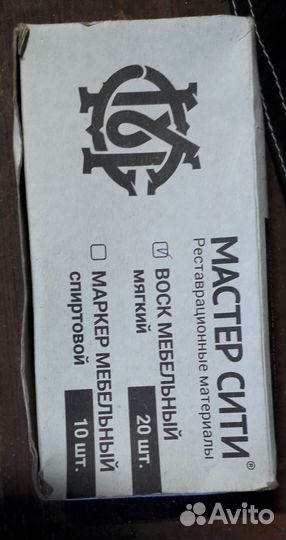 МАСТЕР СИТИ®
Реставрационные материалы
☑ ВОСК МЕБЕЛЬНЫЙ
мягкий
20 шт.
☐ МАРКЕР МЕБЕЛЬНЫЙ
спиртовой
10 шт.
Avito